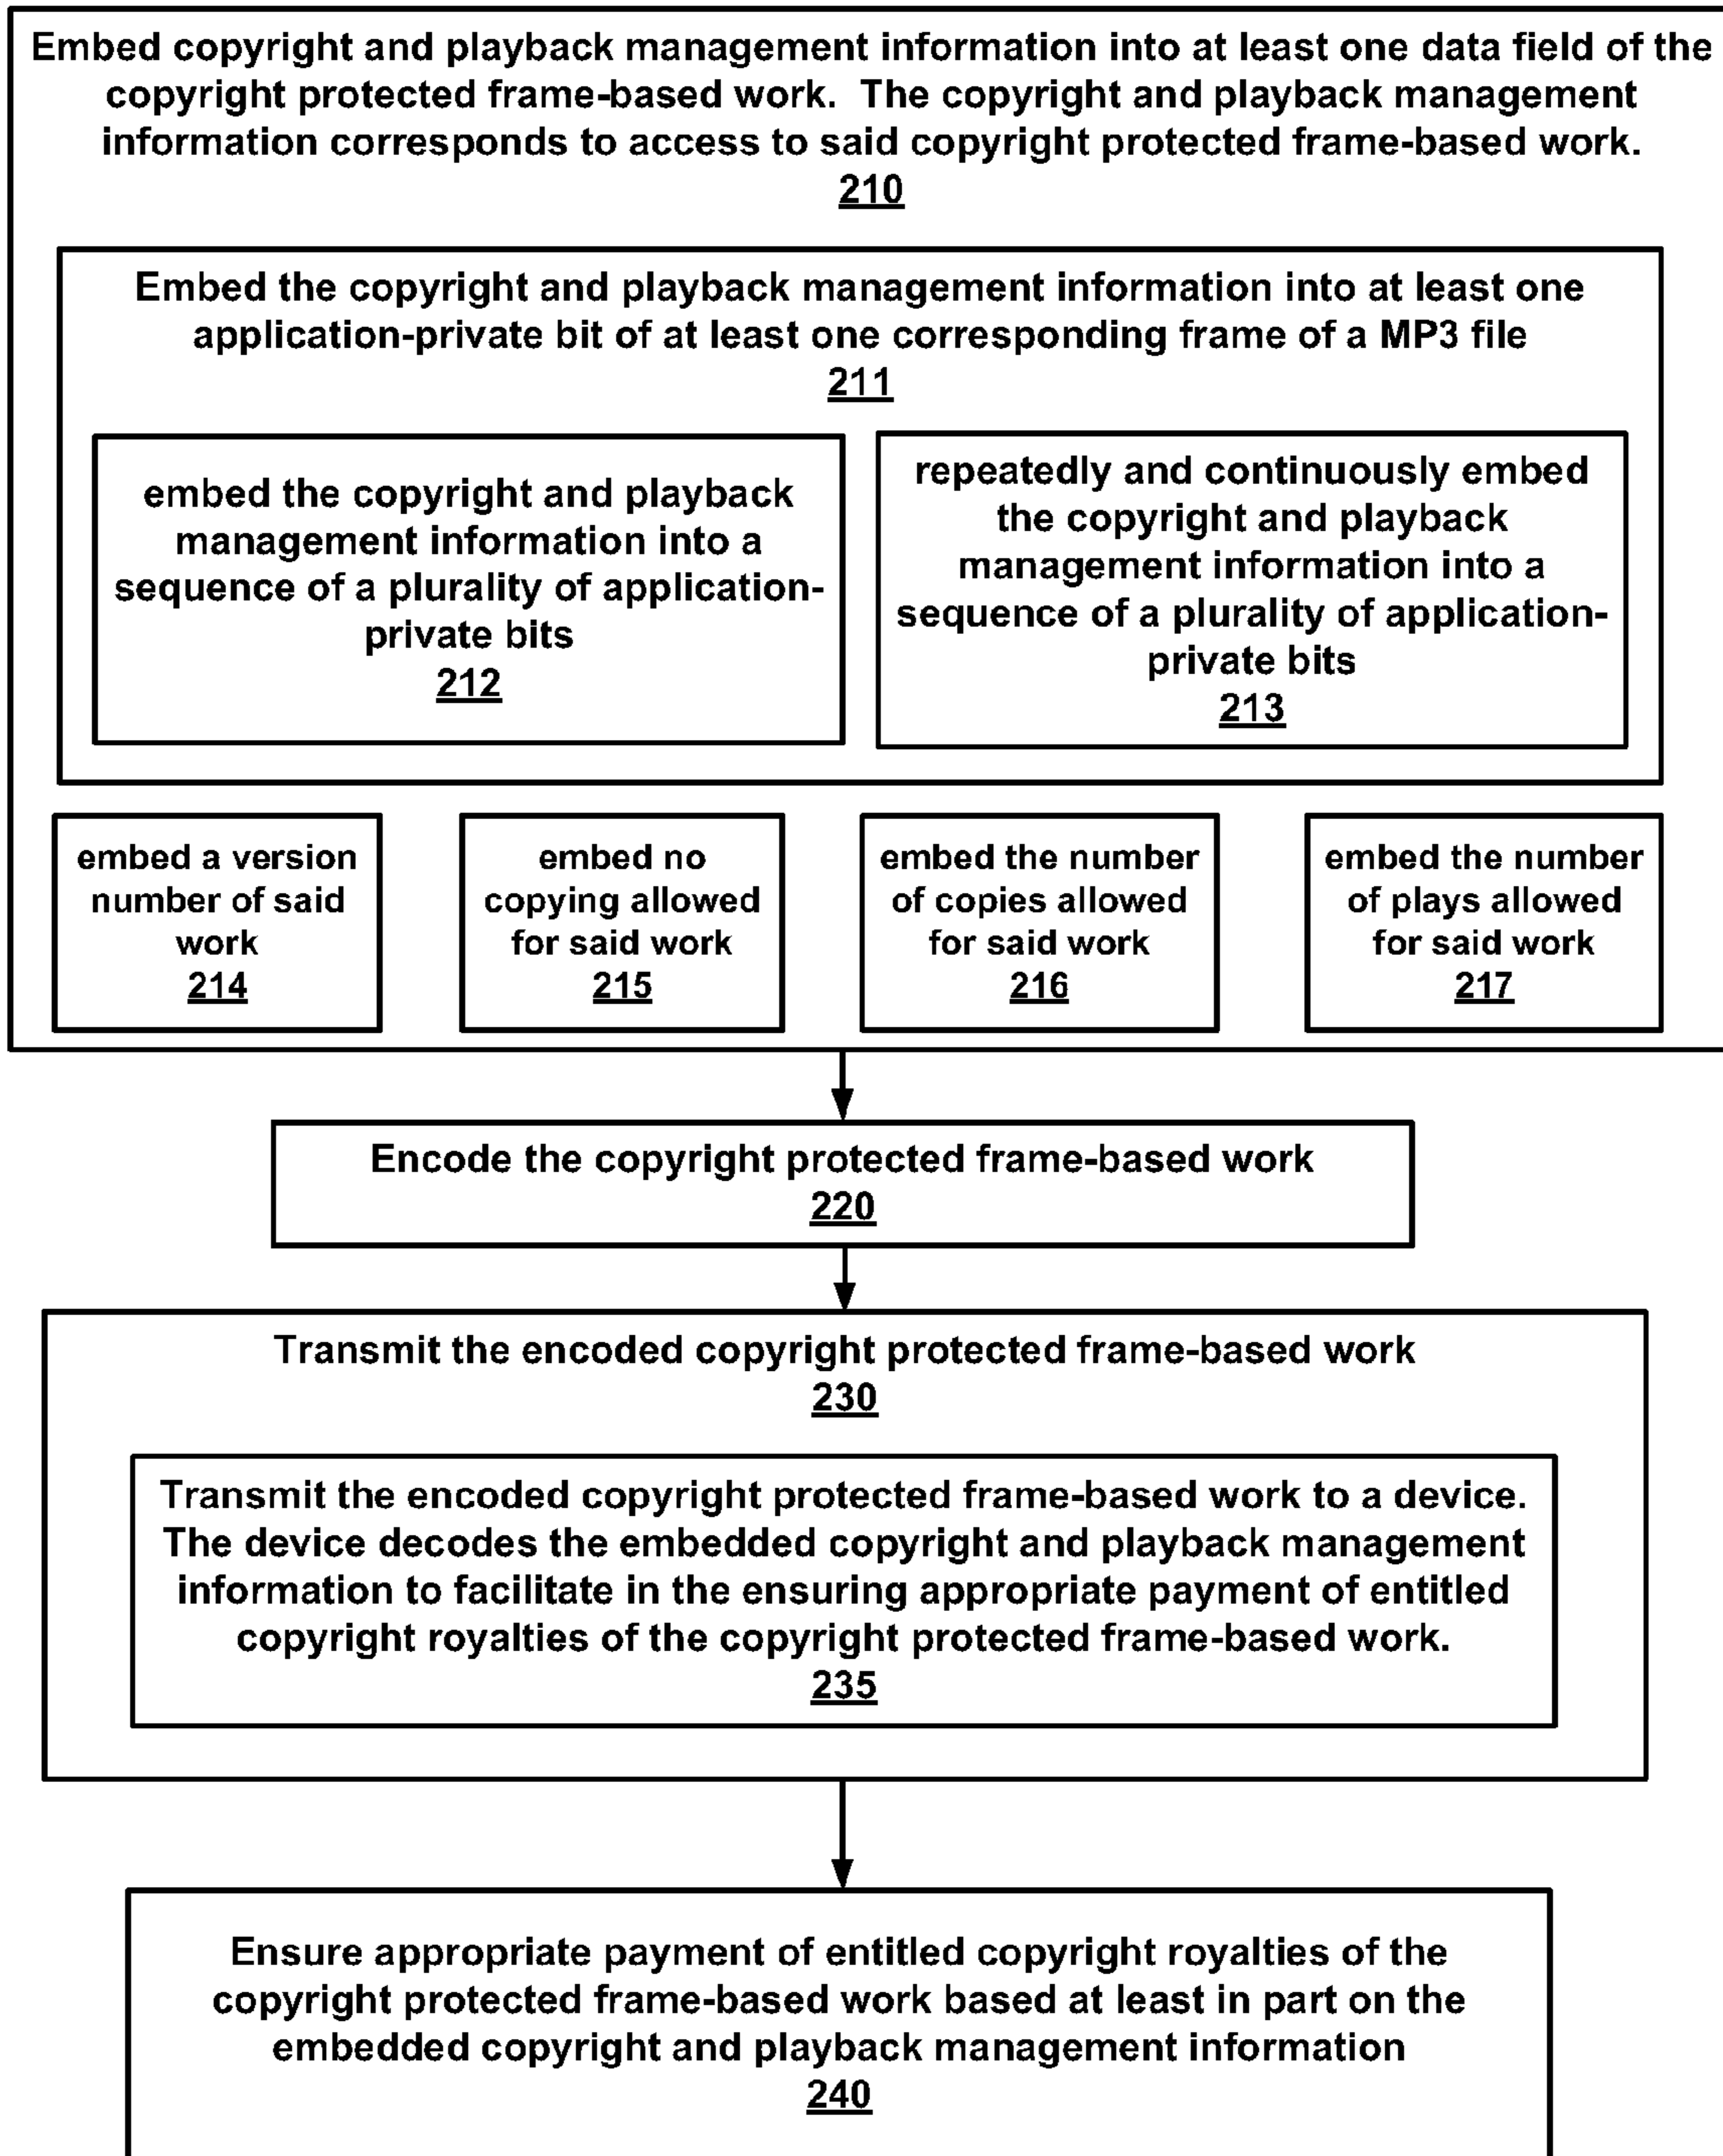 Embed copyright and playback management information into at least one data field of the
copyright protected frame-based work.  The copyright and playback management
information corresponds to access to said copyright protected frame-based work.
210
Embed the copyright and playback management information into at least one
application-private bit of at least one corresponding frame of a MP3 file
211
embed the copyright and playback
management information into a
sequence of a plurality of application-
private bits
212
repeatedly and continuously embed
the copyright and playback
management information into a
sequence of a plurality of application-
private bits
213
embed a version
number of said
work
214
embed no
copying allowed
for said work
215
embed the number
of copies allowed
for said work
216
embed the number
of plays allowed
for said work
217
Encode the copyright protected frame-based work
220
Transmit the encoded copyright protected frame-based work
230
Transmit the encoded copyright protected frame-based work to a device.
The device decodes the embedded copyright and playback management
information to facilitate in the ensuring appropriate payment of entitled
copyright royalties of the copyright protected frame-based work.
235
Ensure appropriate payment of entitled copyright royalties of the
copyright protected frame-based work based at least in part on the
embedded copyright and playback management information
240